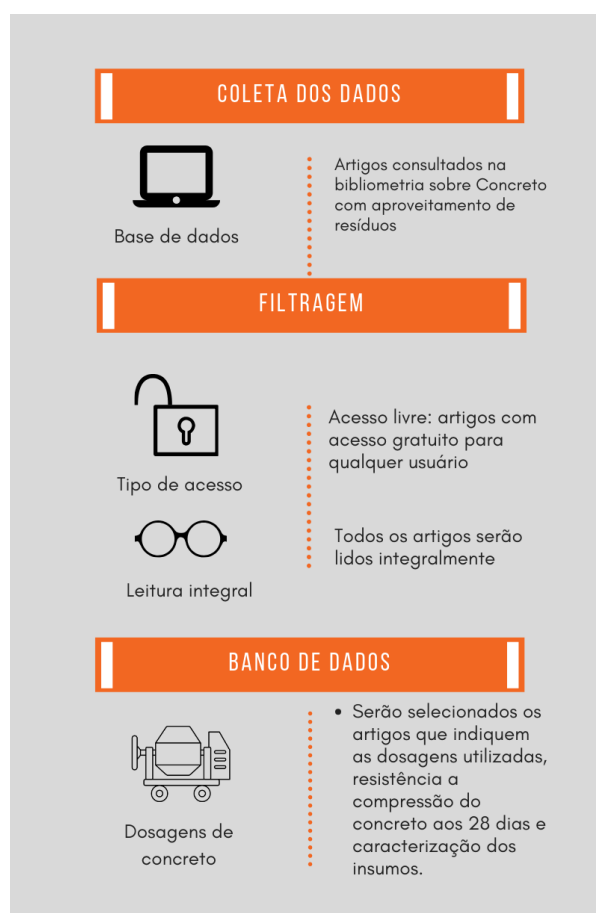 COLETA DOS DADOS
Base de dados
Artigos consultados na
bibliometria sobre Concreto
com aproveitamento de
resíduos
FILTRAGEM
Tipo de acesso
Acesso livre: artigos com
acesso gratuito para
qualquer usuário
Leitura integral
Todos os artigos serão
lidos integralmente
BANCO DE DADOS
Dosagens de
concreto
• Serão selecionados os
artigos que indiquem
as dosagens utilizadas,
resistência a
compressão do
concreto aos 28 dias e
caracterização dos
insumos.